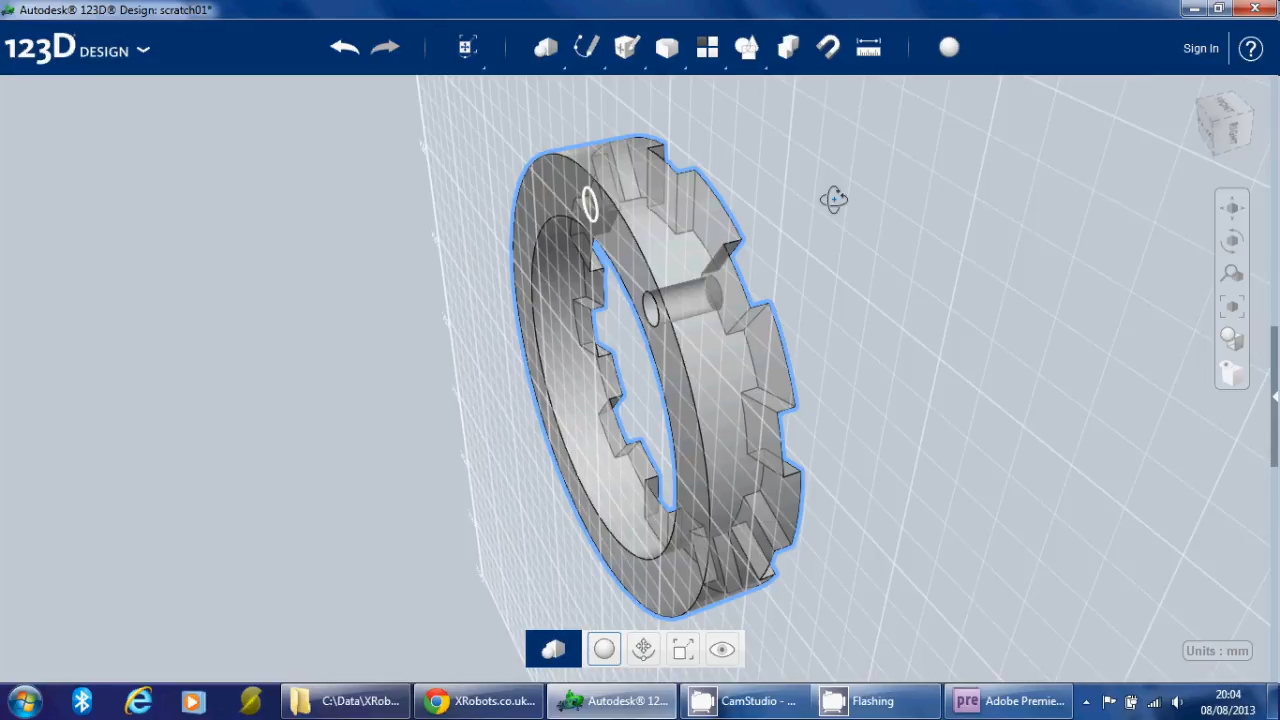 Autodesk® 123D® Design: scratch01*
123D DESIGN
Sign In
?
Units : mm
C:\Data\XRob...
XRobots.co.uk...
Autodesk® 12...
CamStudio - ...
Flashing
pre
Adobe Premie...
20:04
08/08/2013